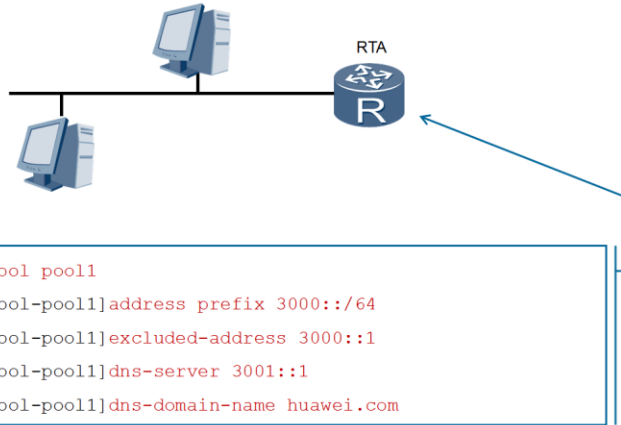 RTA
R
ool pool1
ool-pool1]address prefix 3000::/64
ool-pool1]excluded-address 3000::1
ool-pool1]dns-server 3001::1
ool-pool1]dns-domain-name huawei.com